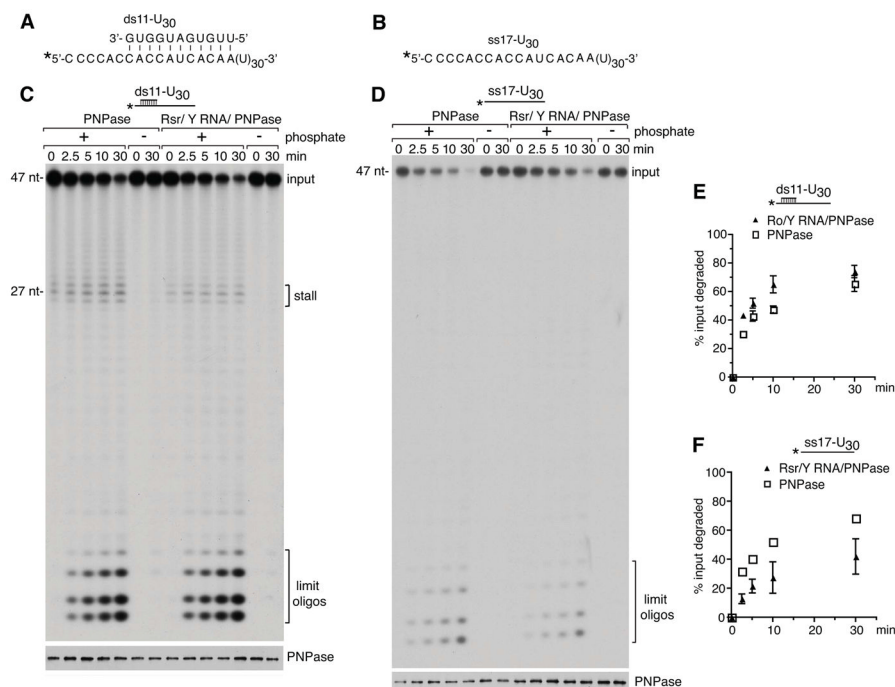 A
ds11-U30
3'- GUGGUAGUGUU-5'
*5'-CCCCACCACCAUCACAA(U)30-3'
B
ss17-U30
*5'-CCCCACCACCAUCACAA(U)30-3'
C
ds11-U30
*
PNPase Rsr/ Y RNA/ PNPase
+ - + - phosphate
0 2.5 5 10 30 0 30 0 2.5 5 10 30 0 30 min
47 nt- input
27 nt- stall
limit
oligos
PNPase
D
ss17-U30
*
PNPase Rsr/ Y RNA/ PNPase
+ - + - phosphate
0 2.5 5 10 30 0 30 0 2.5 5 10 30 0 30 min
47 nt- input
limit
oligos
PNPase
E
ds11-U30
*
Ro/Y RNA/PNPase
PNPase
% input degraded
100
80
60
40
20
0
0 10 20 30 min
F
ss17-U30
*
Rsr/Y RNA/PNPase
PNPase
% input degraded
100
80
60
40
20
0
0 10 20 30 min